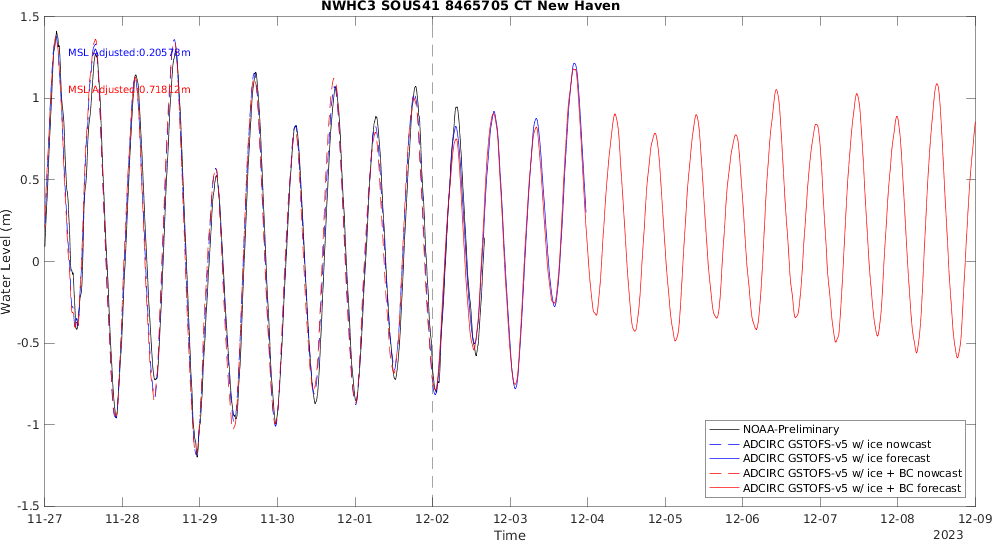 NWHC3 SOUS41 8465705 CT New Haven
1.5
MSL Adjusted:0.20573m
MSL Adjusted:0.71812m
1
0.5
0
-0.5
-1
-1.5
Water Level (m)
NOAA-Preliminary
ADCIRC GSTOFS-v5 w/ ice nowcast
ADCIRC GSTOFS-v5 w/ ice forecast
ADCIRC GSTOFS-v5 w/ ice + BC nowcast
ADCIRC GSTOFS-v5 w/ ice + BC forecast
11-27 11-28 11-29 11-30 12-01 12-02 12-03 12-04 12-05 12-06 12-07 12-08 12-09
Time
2023